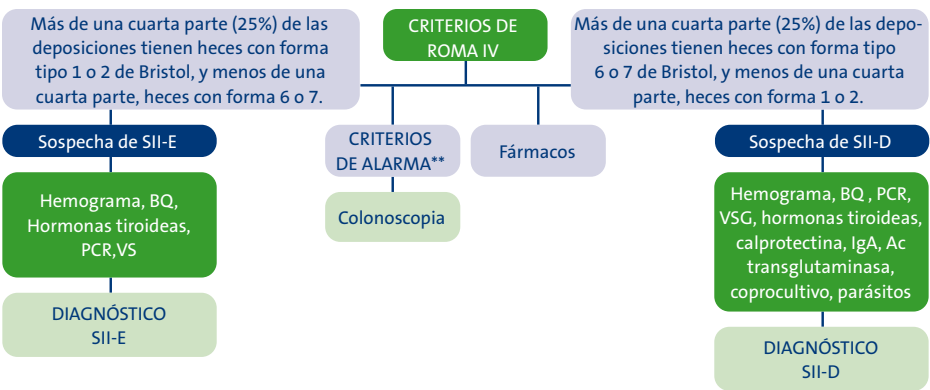 Más de una cuarta parte (25%) de las
deposiciones tienen heces con forma
tipo 1 o 2 de Bristol, y menos de una
cuarta parte, heces con forma 6 o 7.
CRITERIOS DE
ROMA IV
Más de una cuarta parte (25%) de las depo-
siciones tienen heces con forma tipo
6 o 7 de Bristol, y menos de una cuarta
parte, heces con forma 1 o 2.
Sospecha de SII-E
CRITERIOS
DE ALARMA**
Fármacos
Sospecha de SII-D
Hemograma, BQ,
Hormonas tiroideas,
PCR,VS
Colonoscopia
Hemograma, BQ , PCR,
VSG, hormonas tiroideas,
calprotectina, IgA, Ac
transglutaminasa,
coprocultivo, parásitos
DIAGNÓSTICO
SII-E
DIAGNÓSTICO
SII-D